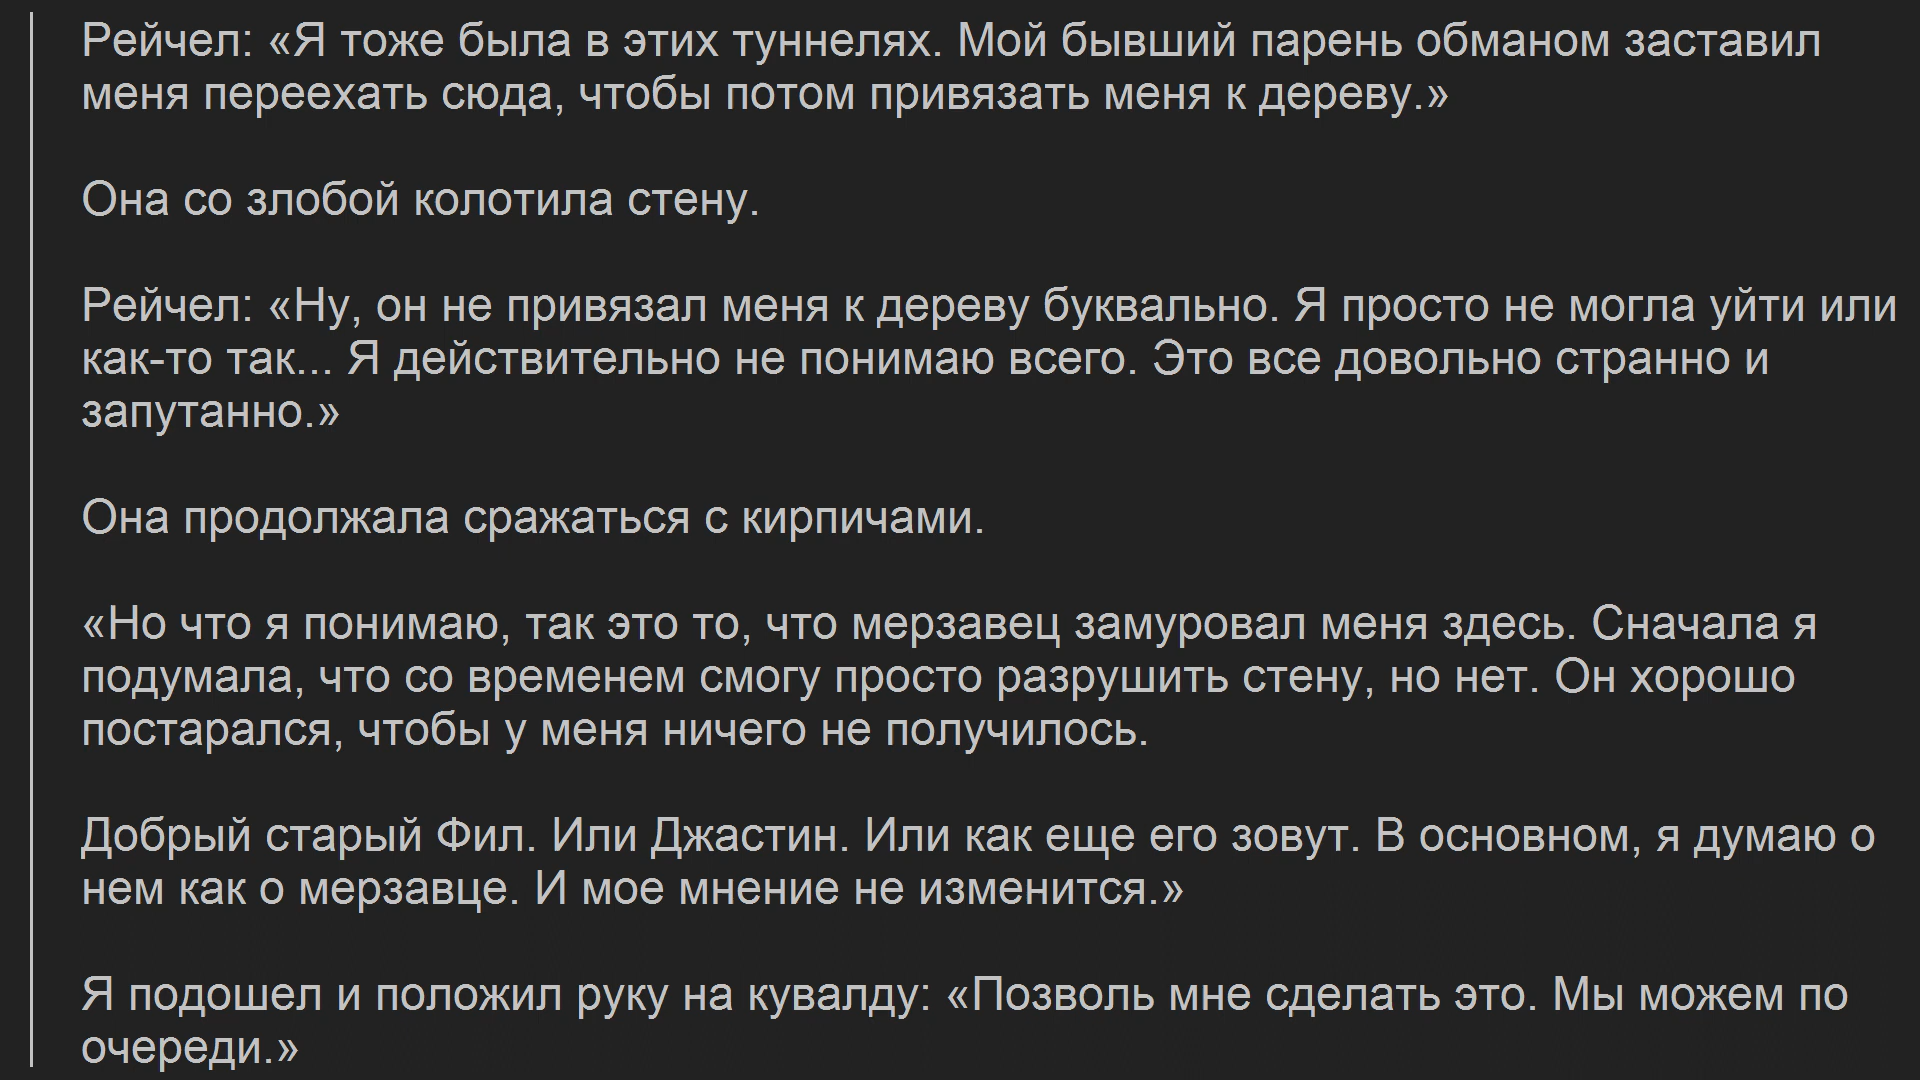 Рейчел: «Я тоже была в этих туннелях. Мой бывший парень обманом заставил
меня переехать сюда, чтобы потом привязать меня к дереву.»
Она со злобой колотила стену.
Рейчел: «Ну, он не привязал меня к дереву буквально. Я просто не могла уйти или
как-то так... Я действительно не понимаю всего. Это все довольно странно и
запутанно.»
Она продолжала сражаться с кирпичами.
«Но что я понимаю, так это то, что мерзавец замуровал меня здесь. Сначала я
подумала, что со временем смогу просто разрушить стену, но нет. Он хорошо
постарался, чтобы у меня ничего не получилось.
Добрый старый Фил. Или Джастин. Или как еще его зовут. В основном, я думаю о
нем как о мерзавце. И мое мнение не изменится.»
Я подошел и положил руку на кувалду: «Позволь мне сделать это. Мы можем по
очереди.»